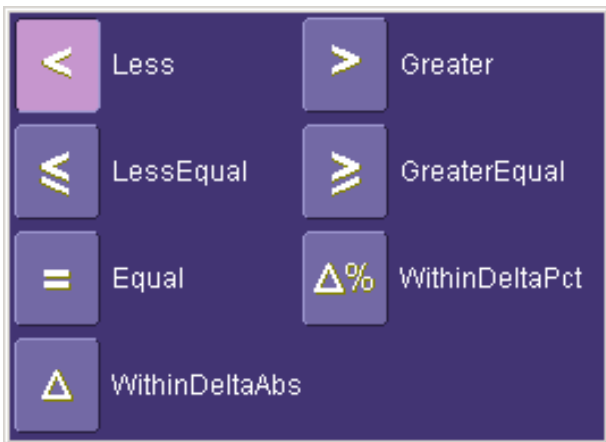 < Less > Greater
≤ LessEqual ≥ GreaterEqual
= Equal Δ% WithinDeltaPct
Δ WithinDeltaAbs